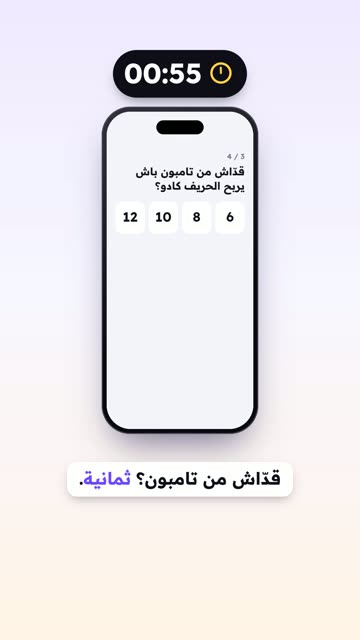 00:55
4 / 3
قدّاش من تامبون باش
يربح الحريف كادو؟
6 8 10 12
قدّاش من تامبون؟ ثمانية.